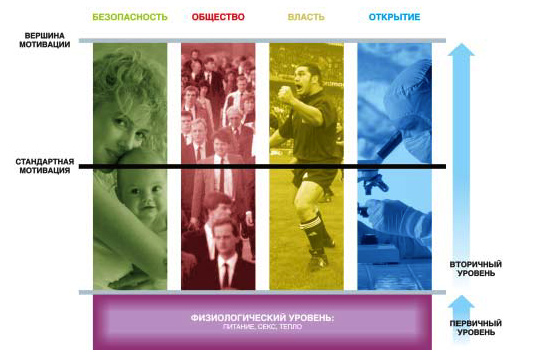 БЕЗОПАСНОСТЬ ОБЩЕСТВО ВЛАСТЬ ОТКРЫТИЕ
ВЕРШИНА
МОТИВАЦИИ
СТАНДАРТНАЯ
МОТИВАЦИЯ
ВТОРИЧНЫЙ
УРОВЕНЬ
ФИЗИОЛОГИЧЕСКИЙ УРОВЕНЬ:
ПИТАНИЕ, СЕКС, ТЕПЛО
ПЕРВИЧНЫЙ
УРОВЕНЬ